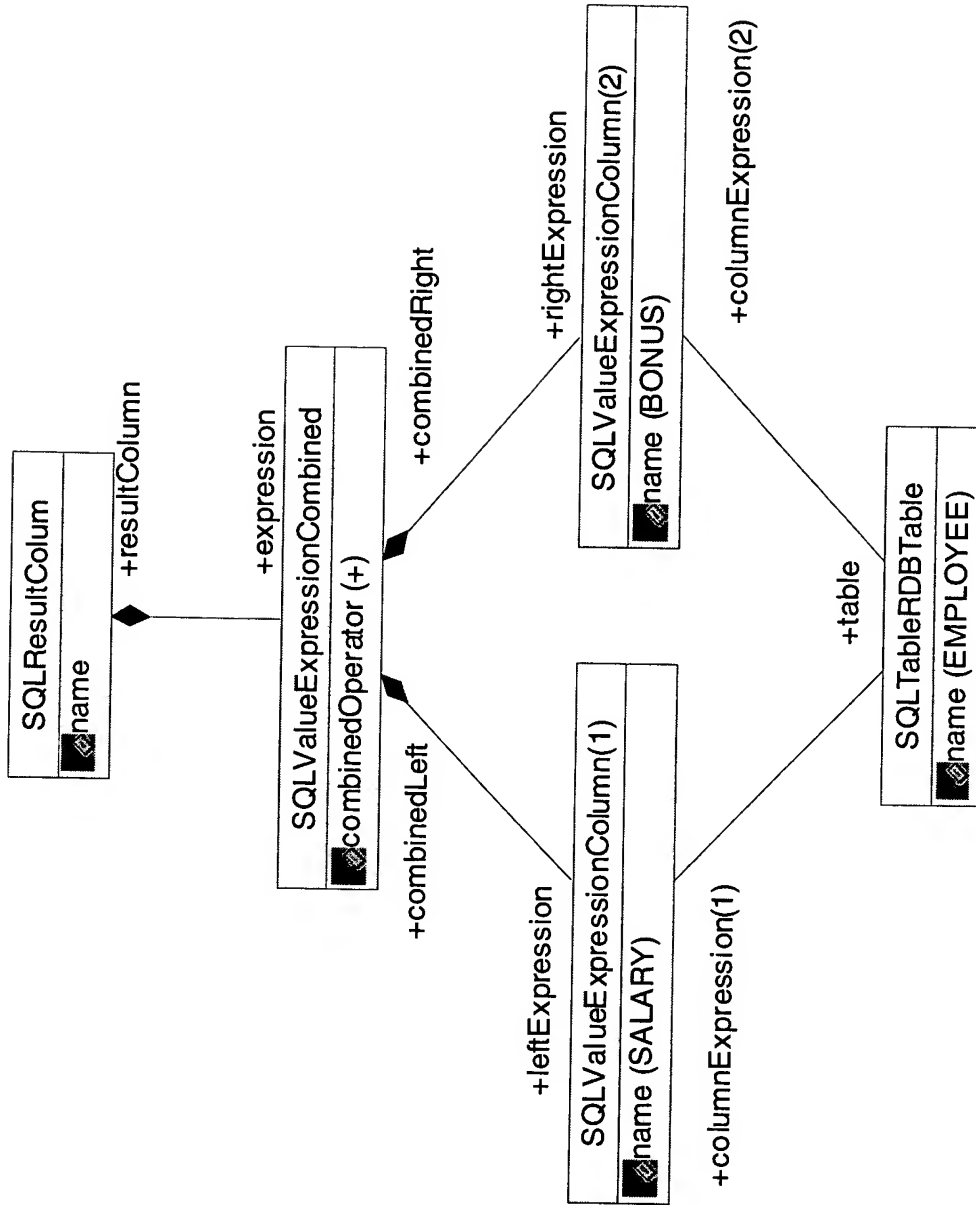 SQLResultColum
name
+resultColumn
+expression
SQLValueExpressionCombined
combinedOperator (+)
+combinedLeft
+combinedRight
+leftExpression
+rightExpression
SQLValueExpressionColumn(1)
name (SALARY)
SQLValueExpressionColumn(2)
name (BONUS)
+columnExpression(1)
+table
+columnExpression(2)
SQLTableRDBTable
name (EMPLOYEE)